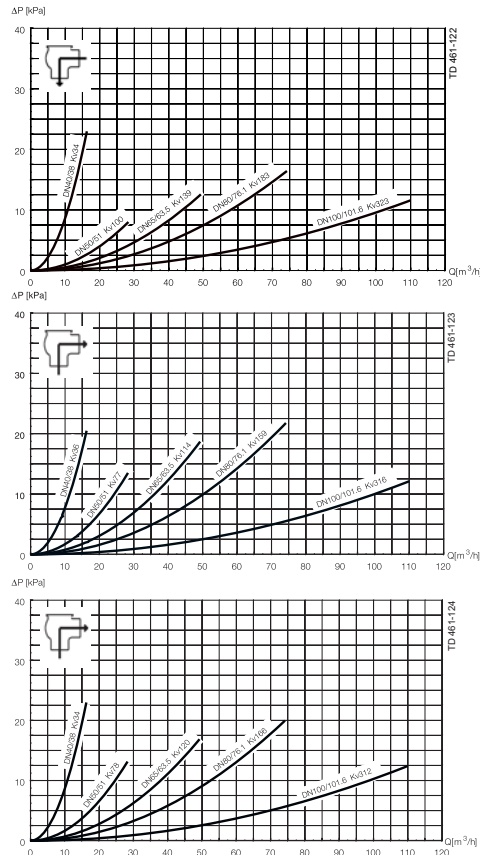 ΔP [kPa]
40
30
20
10
0
TD 461-122
DN40/38 Kv34
DN50/51 Kv100
DN65/63.5 Kv139
DN80/76.1 Kv183
DN100/101.6 Kv323
0 10 20 30 40 50 60 70 80 90 100 110 120
Q[m³/h]
ΔP [kPa]
40
30
20
10
0
TD 461-123
DN40/38 Kv36
DN50/51 Kv77
DN65/63.5 Kv114
DN80/76.1 Kv159
DN100/101.6 Kv316
0 10 20 30 40 50 60 70 80 90 100 110 120
Q[m³/h]
ΔP [kPa]
40
30
20
10
0
TD 461-124
DN40/38 Kv34
DN50/51 Kv78
DN65/63.5 Kv120
DN80/76.1 Kv166
DN100/101.6 Kv312
0 10 20 30 40 50 60 70 80 90 100 110 120
Q[m³/h]